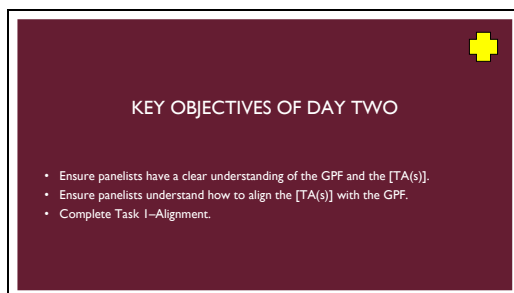 KEY OBJECTIVES OF DAY TWO
• Ensure panelists have a clear understanding of the GPF and the [TA(s)].
• Ensure panelists understand how to align the [TA(s)] with the GPF.
• Complete Task 1–Alignment.